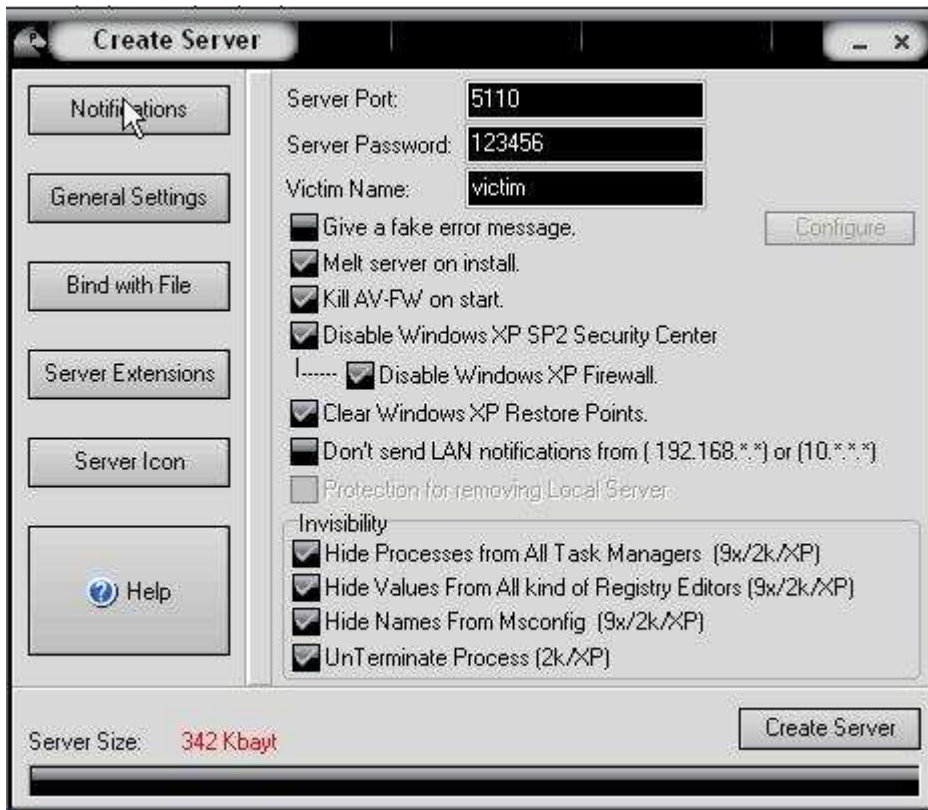 Create Server
Notifications
General Settings
Bind with File
Server Extensions
Server Icon
Help
Server Port: 5110
Server Password: 123456
Victim Name: victim
Give a fake error message. Configure
Melt server on install.
Kill AV-FW on start.
Disable Windows XP SP2 Security Center
Disable Windows XP Firewall.
Clear Windows XP Restore Points.
Don't send LAN notifications from ( 192.168.*.*) or (10.*.*.*)
Protection for removing Local Server
Invisibility
Hide Processes from All Task Managers (9x/2k/XP)
Hide Values From All kind of Registry Editors (9x/2k/XP)
Hide Names From Msconfig (9x/2k/XP)
UnTerminate Process (2k/XP)
Server Size: 342 Kbayt
Create Server